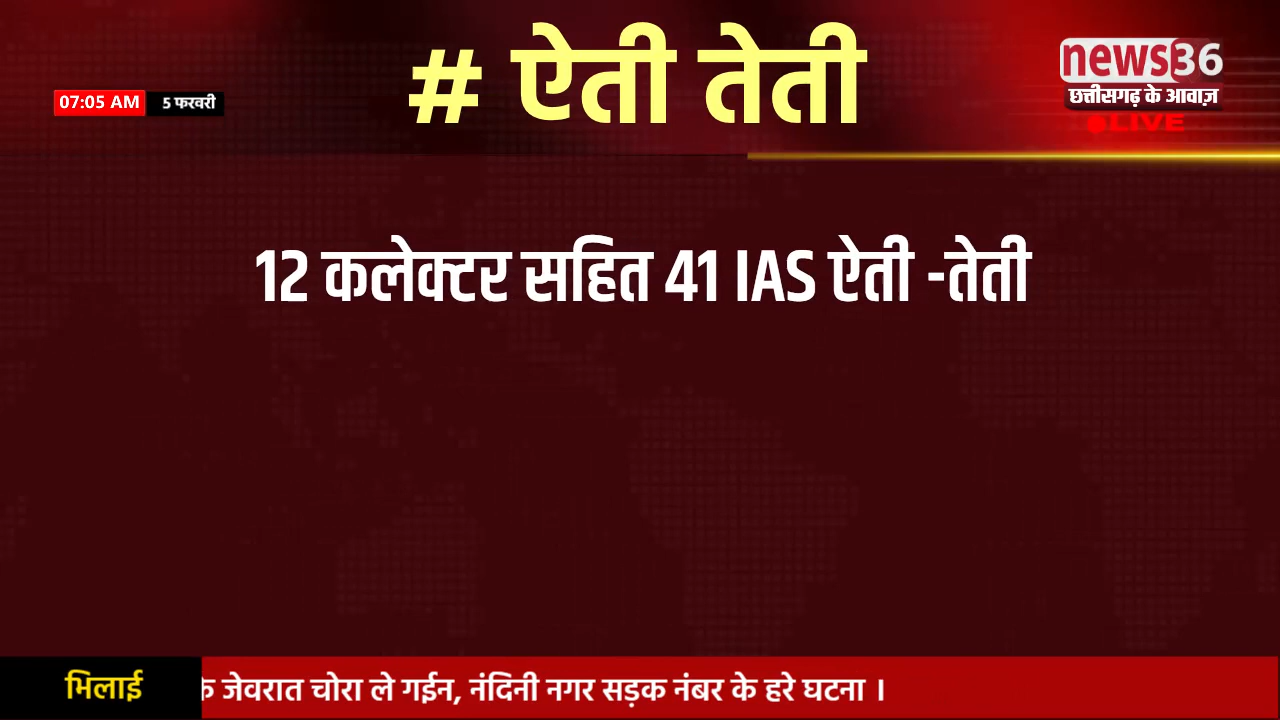 # ऐती तेती
news36
छत्तीसगढ़ के आवाज़
LIVE
07:05 AM 5 फरवरी
12 कलेक्टर सहित 41 IAS ऐती -तेती
भिलाई जेवरात चोरा ले गईन, नंदिनी नगर सड़क नंबर के हरे घटना ।